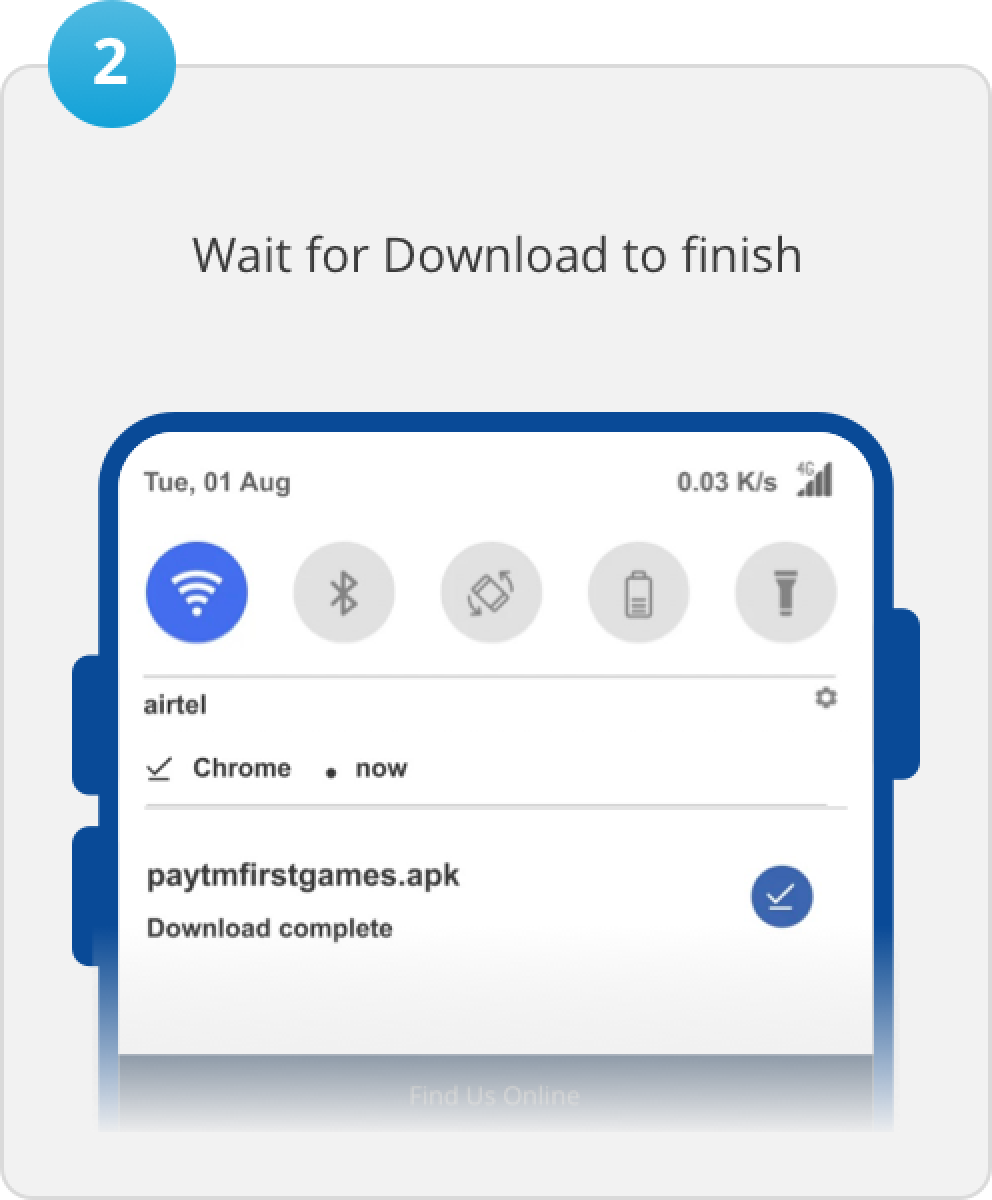 2
Wait for Download to finish
Tue, 01 Aug
0.03 K/s 4G
airtel
Chrome • now
paytmfirstgames.apk
Download complete
Find Us Online